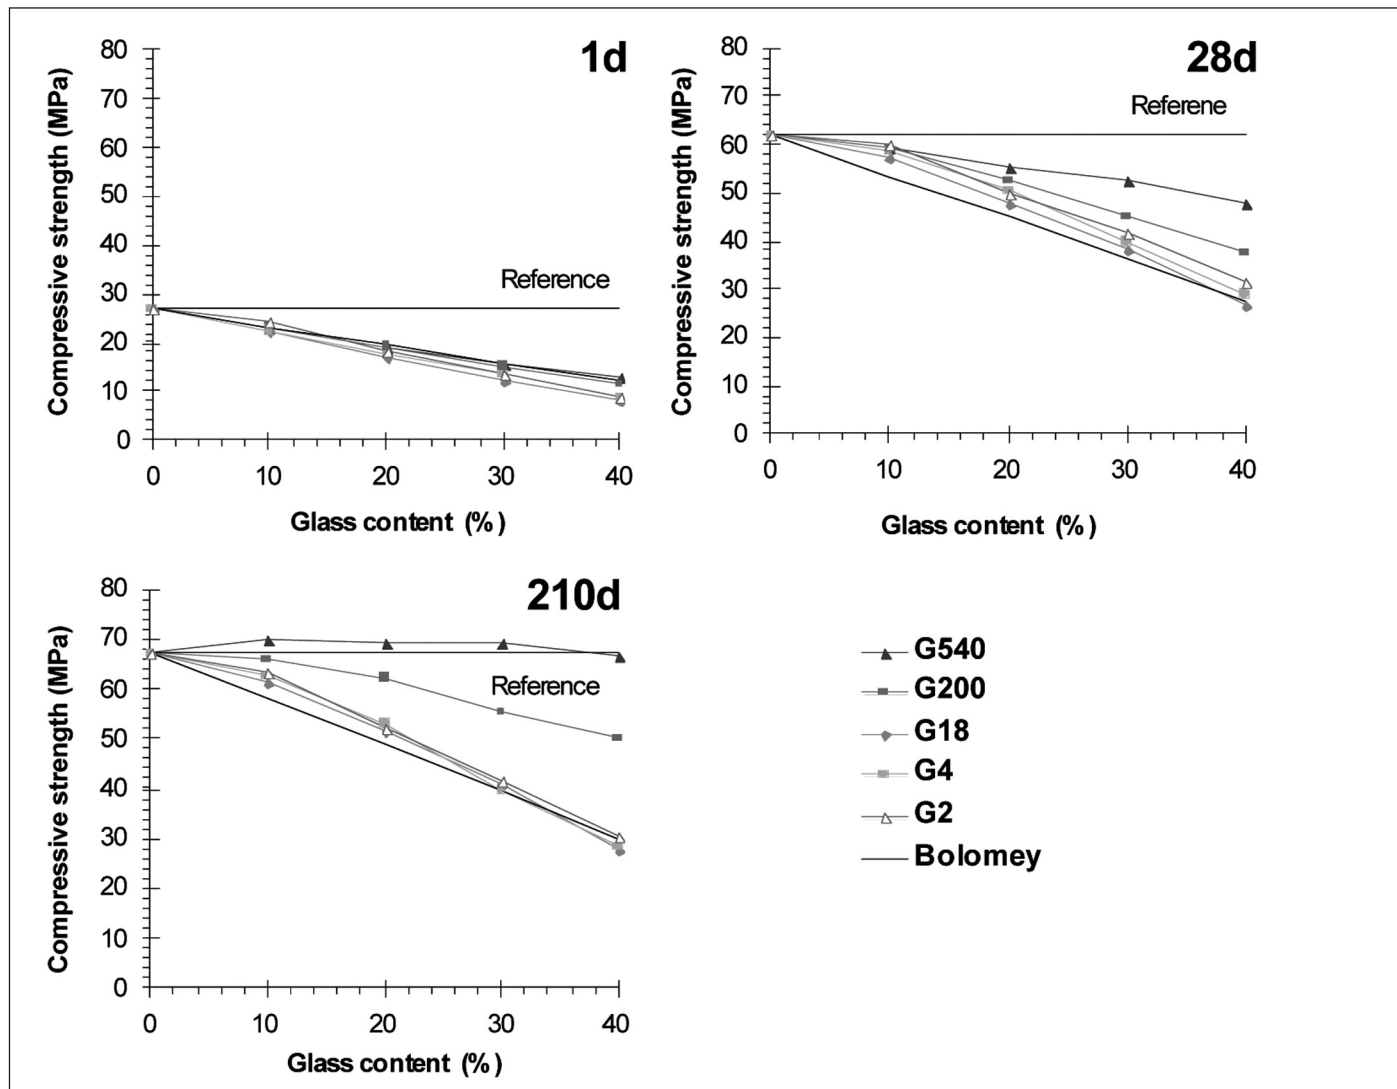 1d
Compressive strength (MPa)
80
70
60
50
40
30
20
10
0
Reference
0 10 20 30 40
Glass content (%)
28d
Compressive strength (MPa)
80
70
60
50
40
30
20
10
0
Referene
0 10 20 30 40
Glass content (%)
210d
Compressive strength (MPa)
80
70
60
50
40
30
20
10
0
Reference
0 10 20 30 40
Glass content (%)
G540
G200
G18
G4
G2
Bolomey